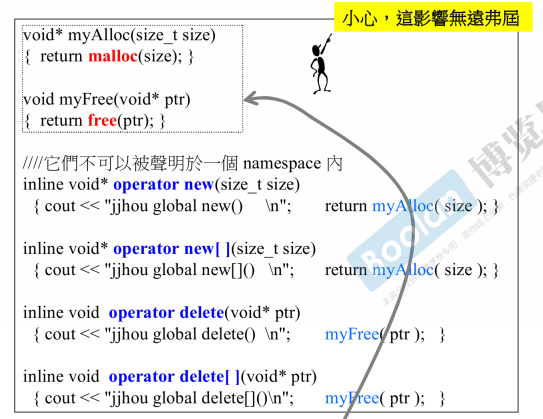 小心，這影響無遠弗屆
void* myAlloc(size_t size)
{ return malloc(size); }
void myFree(void* ptr)
{ return free(ptr); }
////它們不可以被聲明於一個 namespace 內
inline void* operator new(size_t size)
{ cout << "jjhou global new() \n"; return myAlloc( size ); }
inline void* operator new[ ](size_t size)
{ cout << "jjhou global new[]() \n"; return myAlloc( size ); }
inline void operator delete(void* ptr)
{ cout << "jjhou global delete() \n"; myFree( ptr ); }
inline void operator delete[ ](void* ptr)
{ cout << "jjhou global delete[]()\n"; myFree( ptr ); }
Boolan 博览